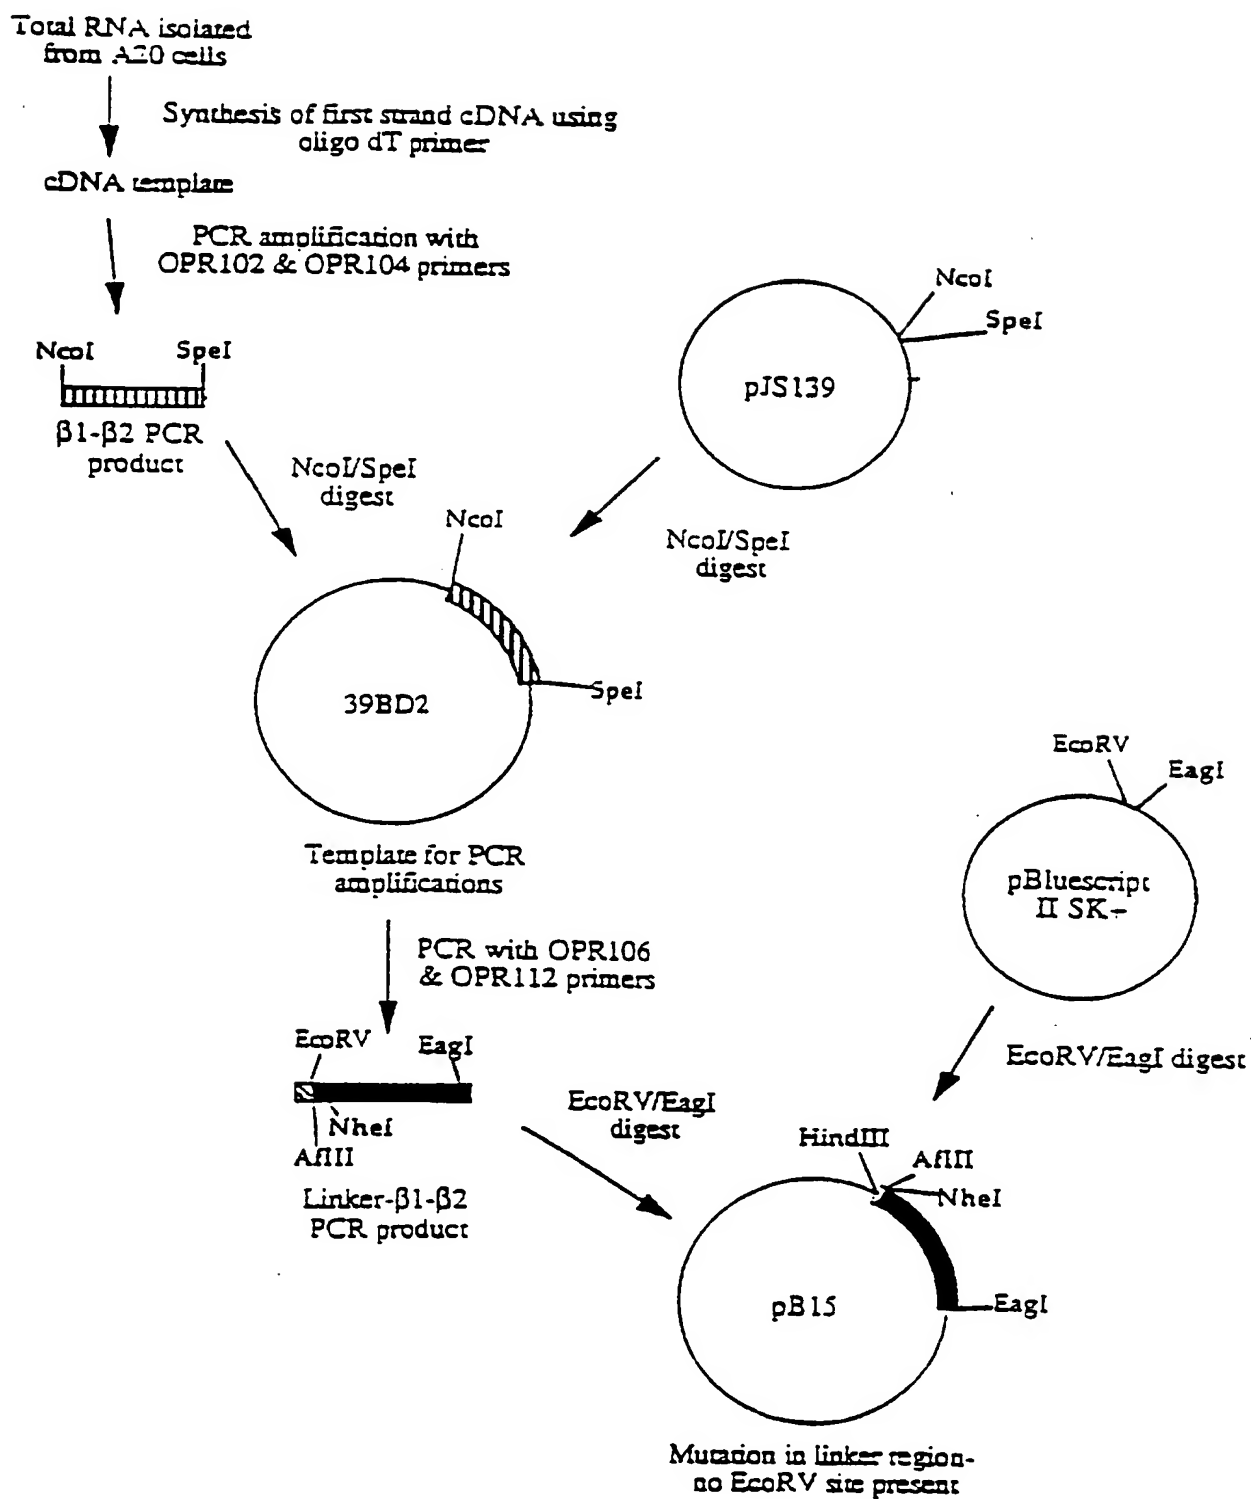 Total RNA isolated
from A20 cells
Synthesis of first strand cDNA using
oligo dT primer
cDNA template
PCR amplification with
OPR102 & OPR104 primers
NcoI
SpeI
β1-β2 PCR
product
NcoI/SpeI
digest
NcoI
SpeI
pJS139
NcoI/SpeI
digest
NcoI
SpeI
39BD2
Template for PCR
amplifications
EcoRV
EagI
pBluescript
II SK-
PCR with OPR106
& OPR112 primers
EcoRV/EagI digest
EcoRV
EagI
NheI
AflII
Linker-β1-β2
PCR product
EcoRV/EagI
digest
HindIII
AflII
NheI
EagI
pB15
Mutation in linker region-
no EcoRV site present